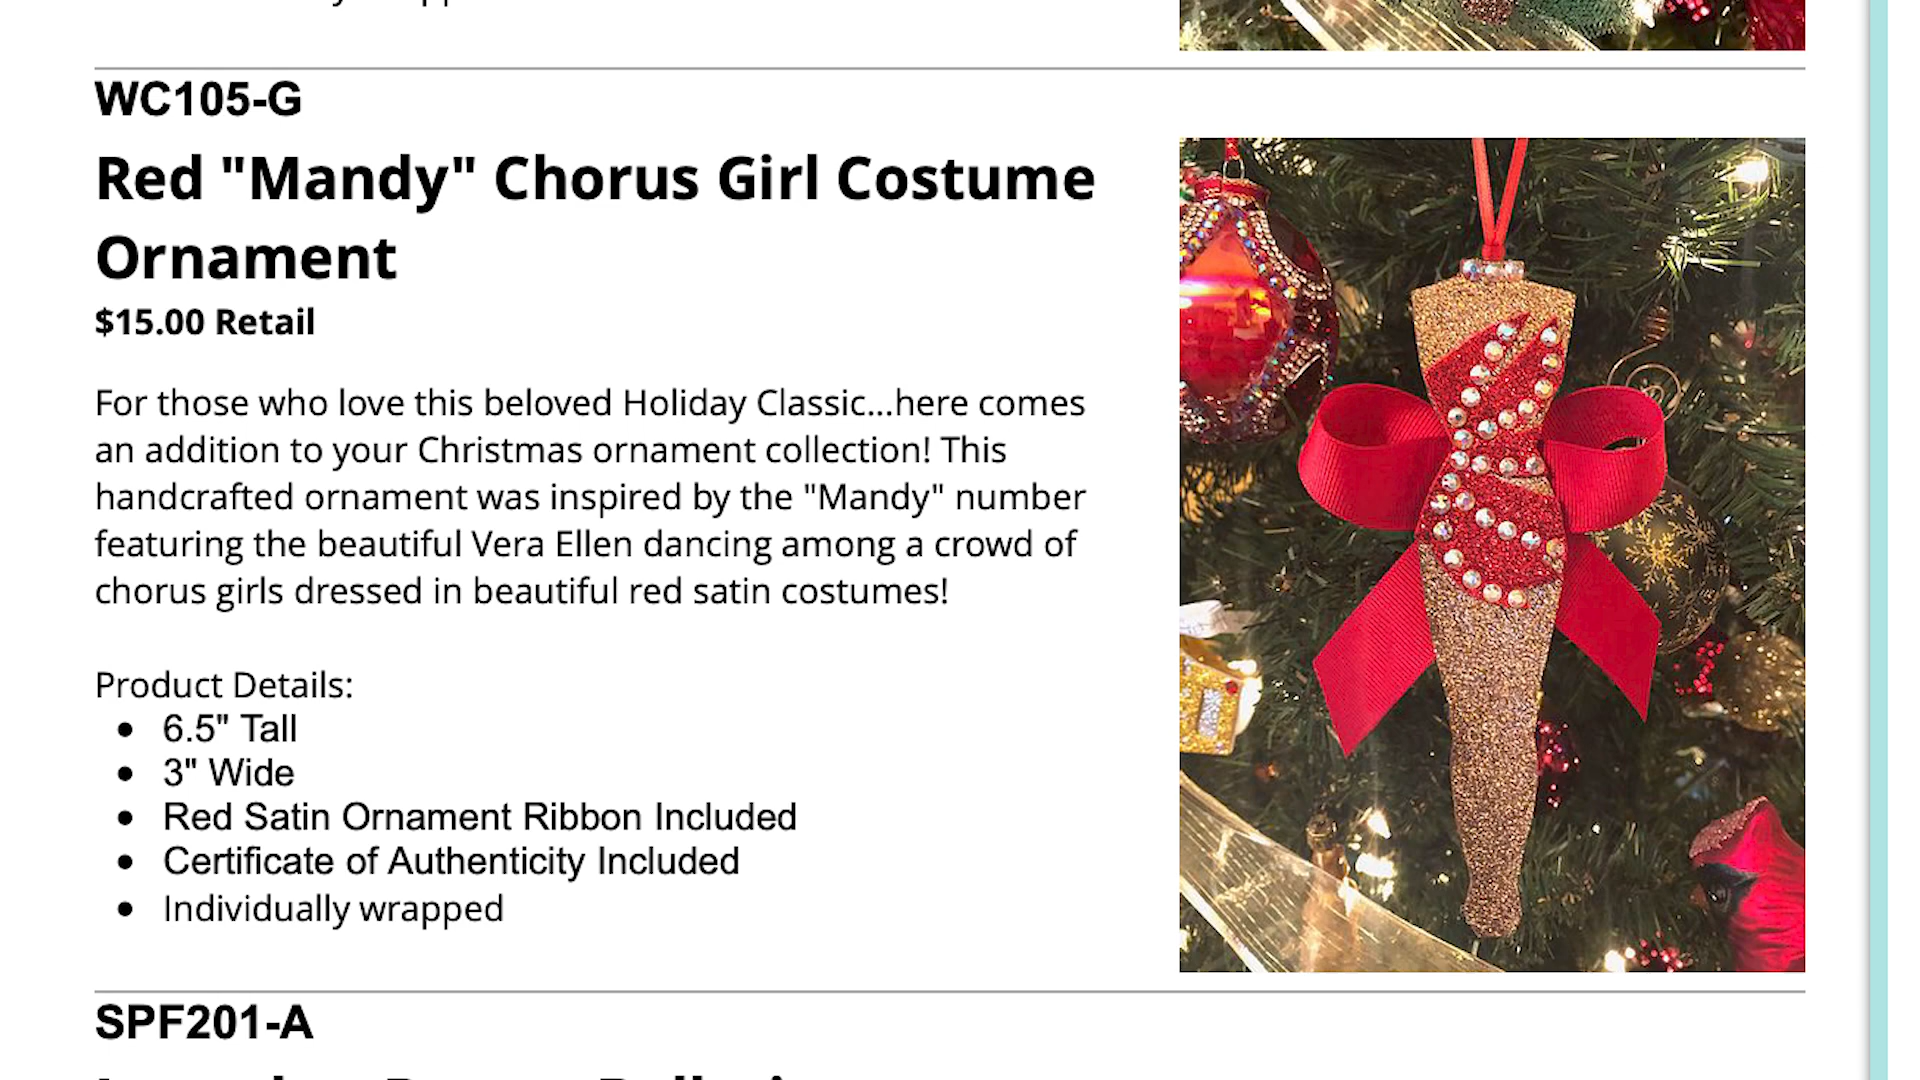 WC105-G
Red "Mandy" Chorus Girl Costume
Ornament
$15.00 Retail
For those who love this beloved Holiday Classic...here comes
an addition to your Christmas ornament collection! This
handcrafted ornament was inspired by the "Mandy" number
featuring the beautiful Vera Ellen dancing among a crowd of
chorus girls dressed in beautiful red satin costumes!
Product Details:
• 6.5" Tall
• 3" Wide
• Red Satin Ornament Ribbon Included
• Certificate of Authenticity Included
• Individually wrapped
SPF201-A